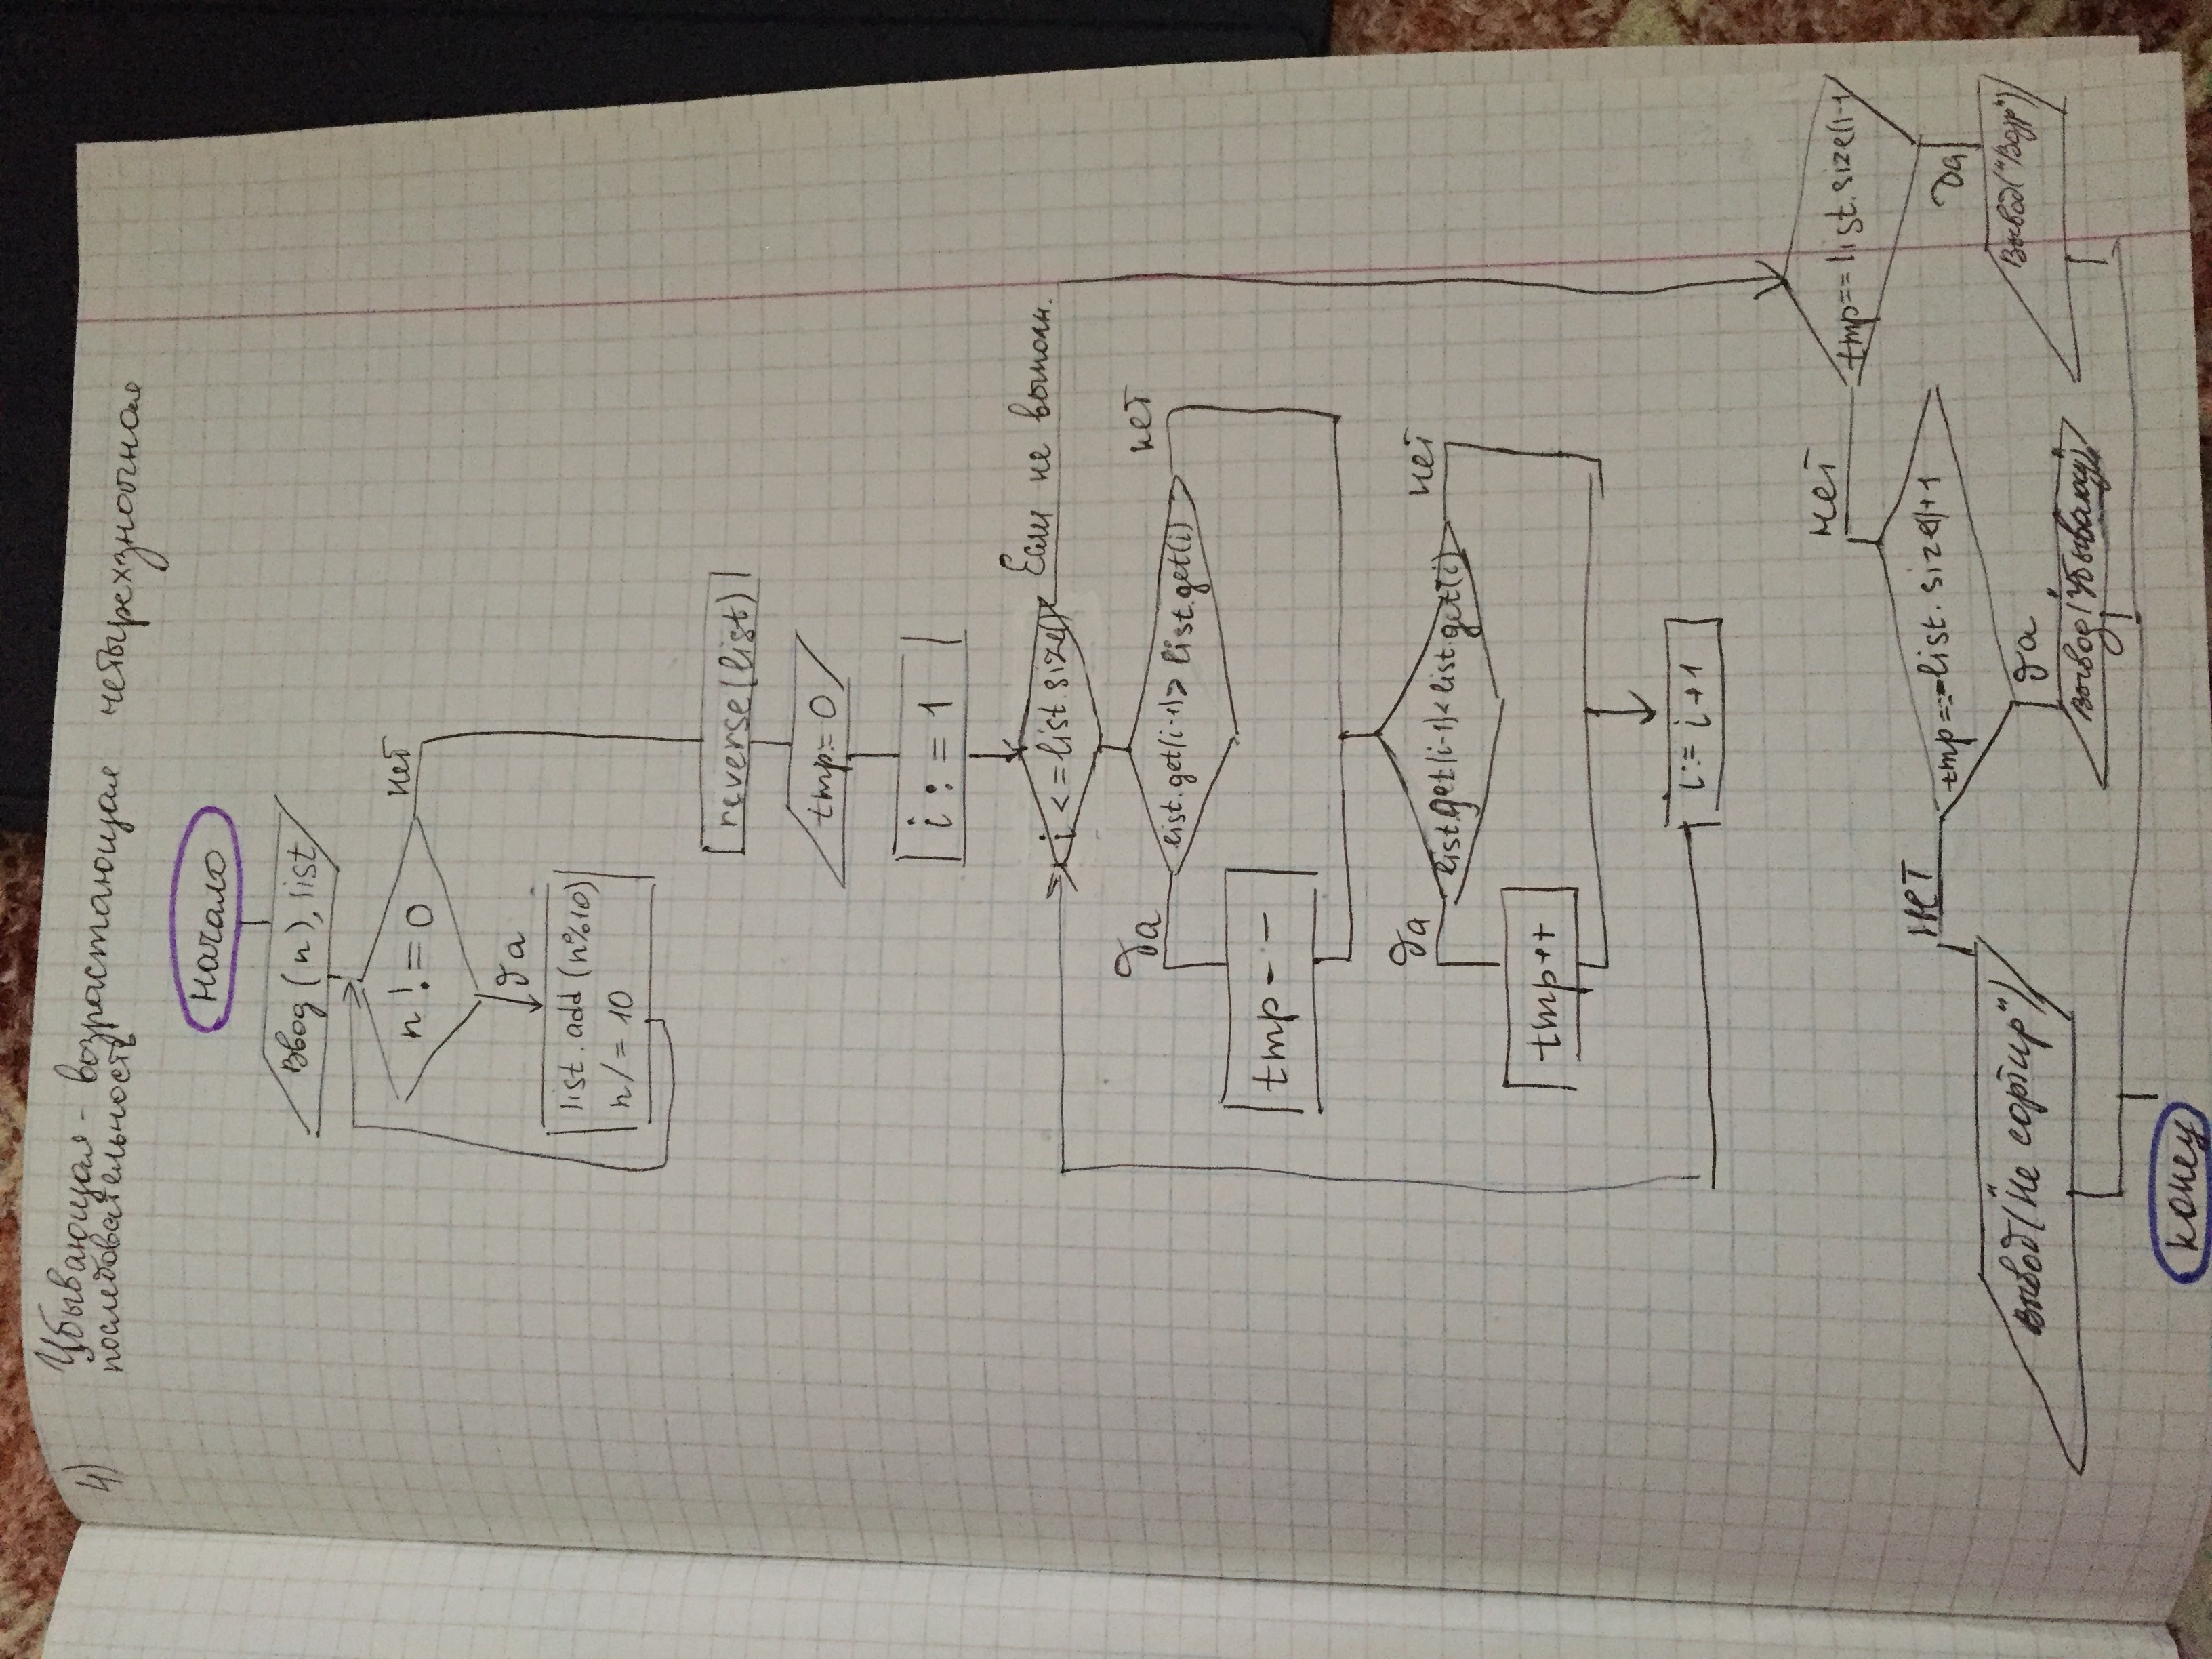 4) Убывающая - возрастающая четырехзначная
последовательность
начало
Ввод (n), list
n != 0
нет
да
list.add (n%10)
n/= 10
reverse(list)
tmp:= 0
i := 1
i <= list.size()
Если не выполн.
да
нет
list.get(i-1)> list.get(i)
tmp--
да
нет
list.get(i-1)< list.get(i)
tmp++
i:= i+1
нет
tmp== list.size()-1
нет
tmp==-list.size()+1
да
Вывод("Не сортир")
да
Вывод("Возр")
Вывод("Убывающ")
конец